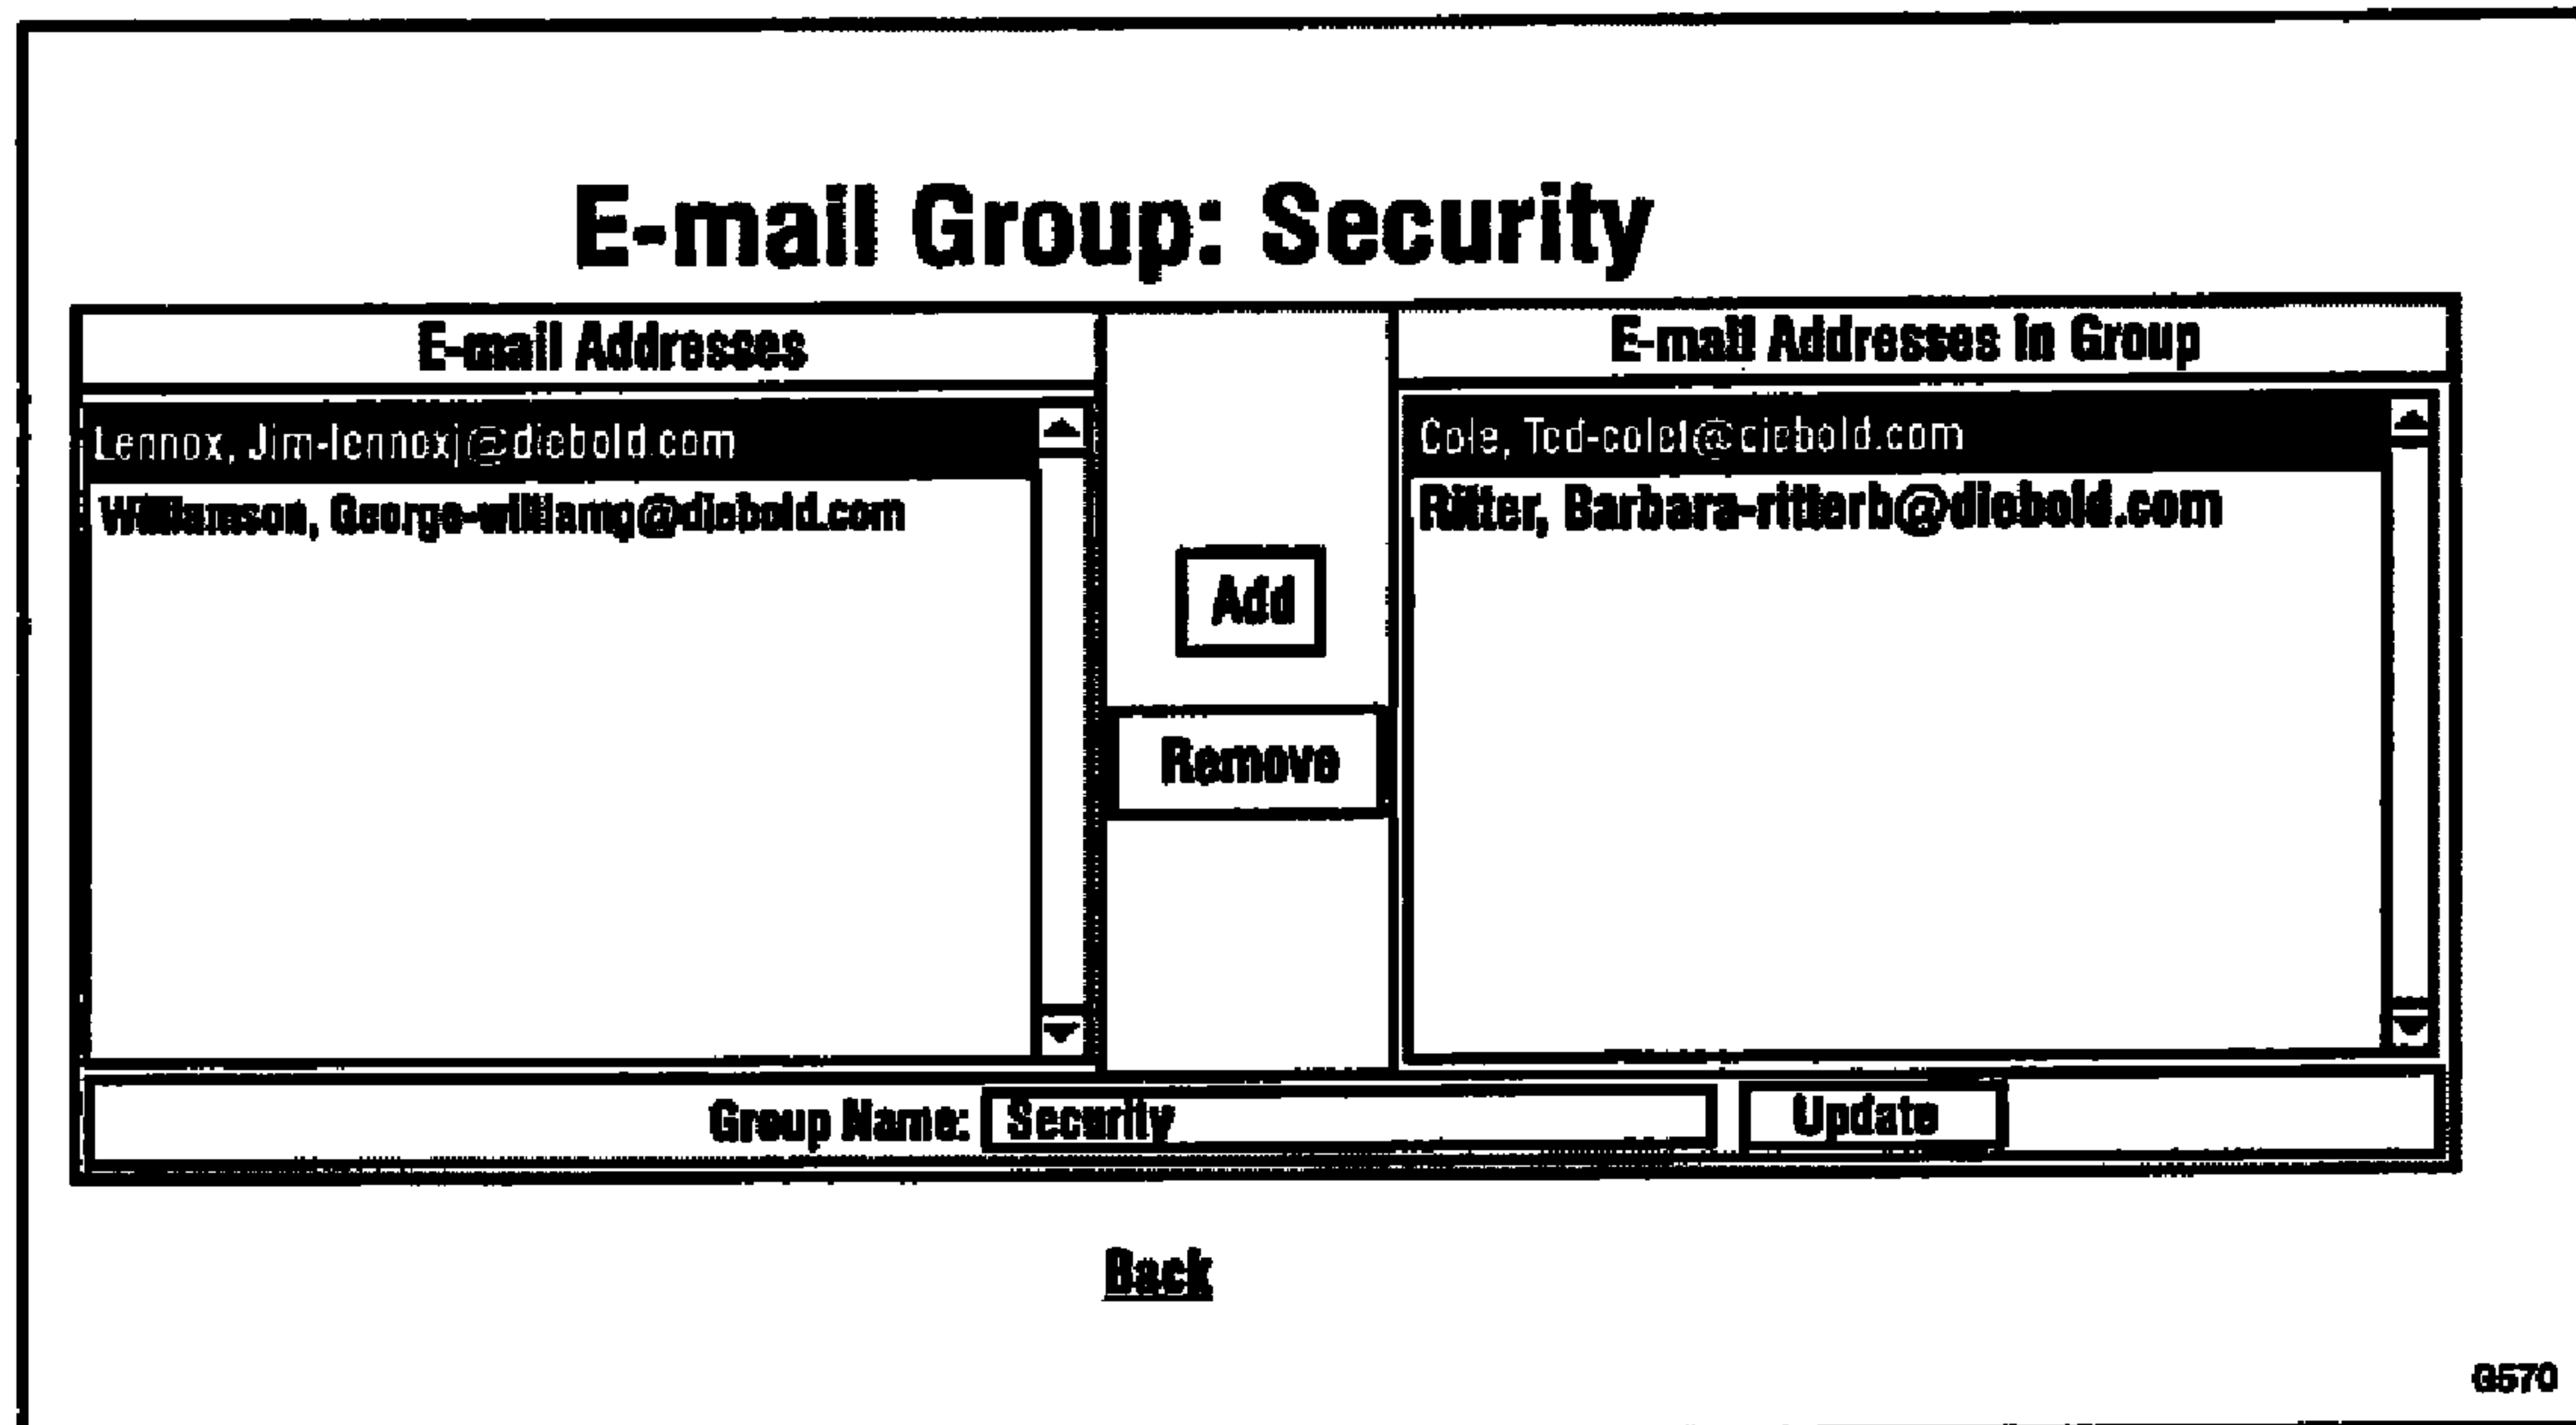 E-mail Group: Security
E-mail Addresses
E-mail Addresses in Group
Lennox, Jim-lennoxj@diebold.com
Williamson, George-williamg@diebold.com
Cole, Ted-colet@diebold.com
Ritter, Barbara-ritterb@diebold.com
Add
Remove
Group Name: Security Update
Back
G570